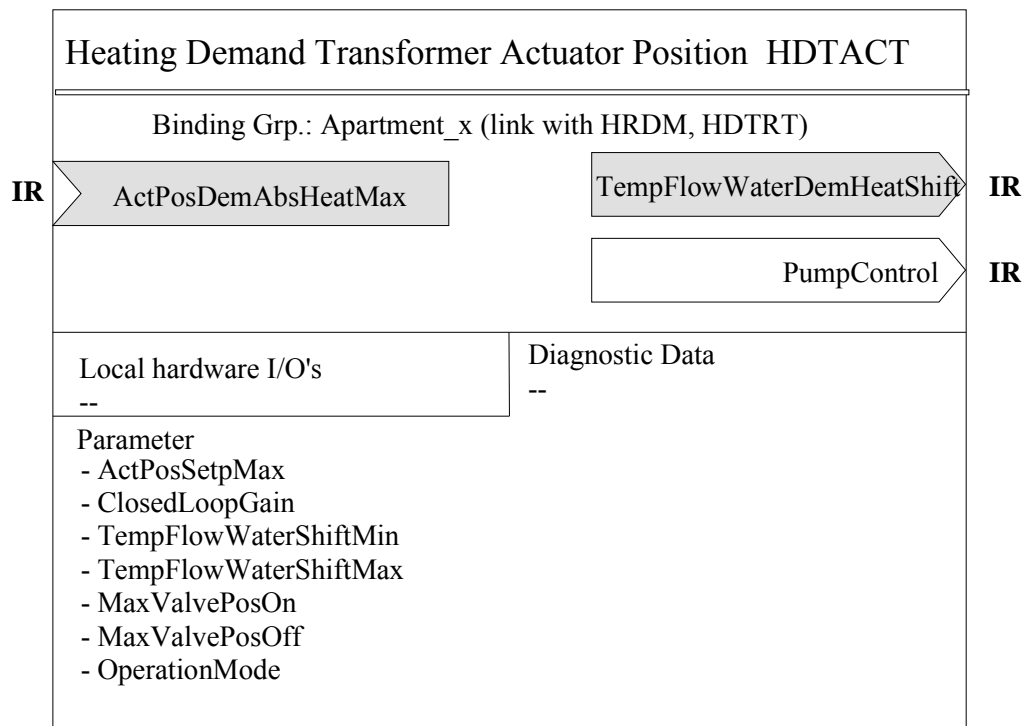 Heating Demand Transformer Actuator Position HDTACT
Binding Grp.: Apartment_x (link with HRDM, HDTRT)
IR
ActPosDemAbsHeatMax
TempFlowWaterDemHeatShift
IR
PumpControl
IR
Local hardware I/O's
--
Diagnostic Data
--
Parameter
- ActPosSetpMax
- ClosedLoopGain
- TempFlowWaterShiftMin
- TempFlowWaterShiftMax
- MaxValvePosOn
- MaxValvePosOff
- OperationMode